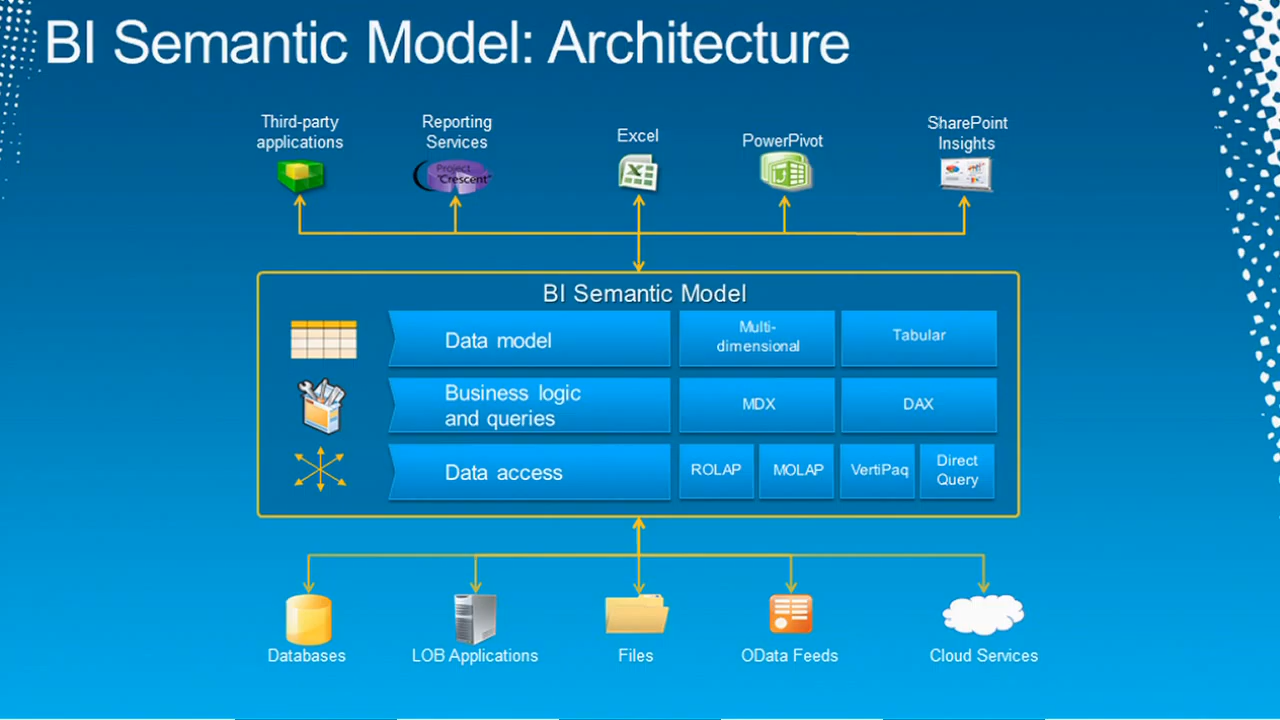 BI Semantic Model: Architecture
Third-party
applications
Reporting
Services
Excel
PowerPivot
SharePoint
Insights
Project
"Crescent"
BI Semantic Model
Data model
Multi-
dimensional
Tabular
Business logic
and queries
MDX
DAX
Data access
ROLAP
MOLAP
VertiPaq
Direct
Query
Databases
LOB Applications
Files
OData Feeds
Cloud Services